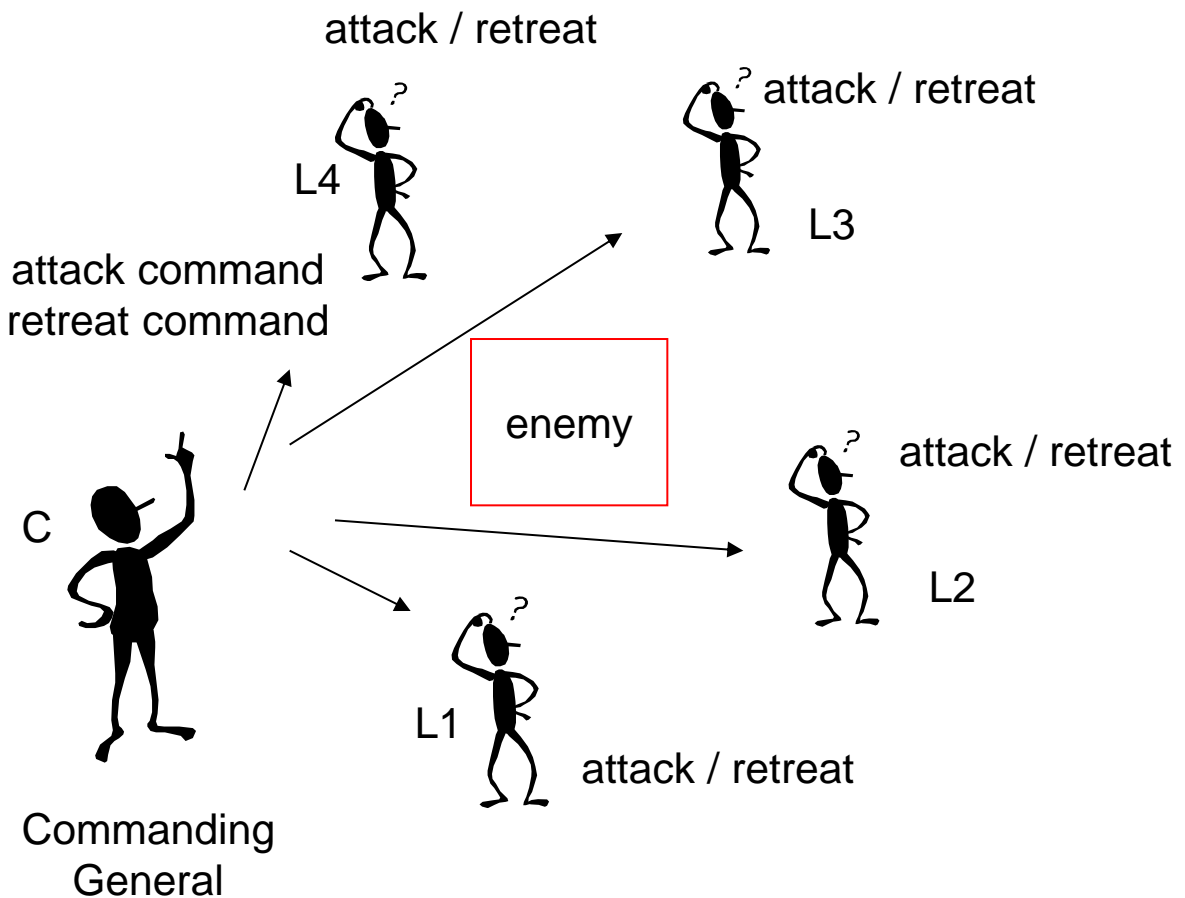 attack / retreat
?
? attack / retreat
L4
L3
attack command
retreat command
enemy
? attack / retreat
C
L2
?
L1
attack / retreat
Commanding
General